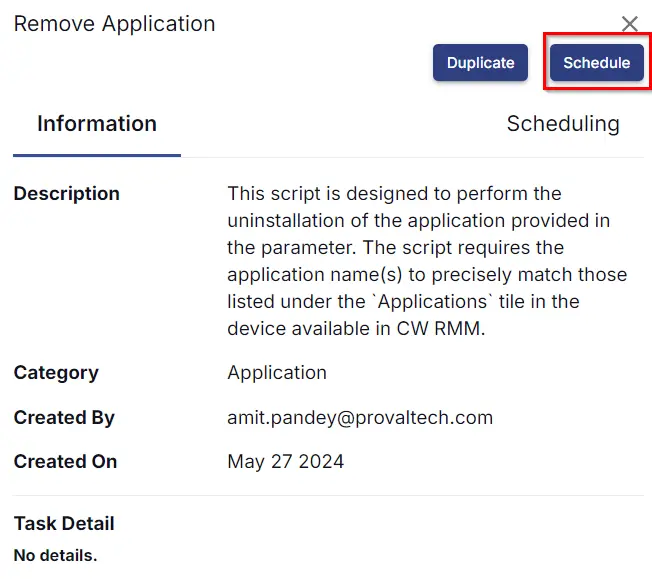 Remove Application
Duplicate
Schedule
Information
Scheduling
Description
This script is designed to perform the
uninstallation of the application provided in
the parameter. The script requires the
application name(s) to precisely match those
listed under the `Applications` tile in the
device available in CW RMM.
Category
Application
Created By
amit.pandey@provaltech.com
Created On
May 27 2024
Task Detail
No details.